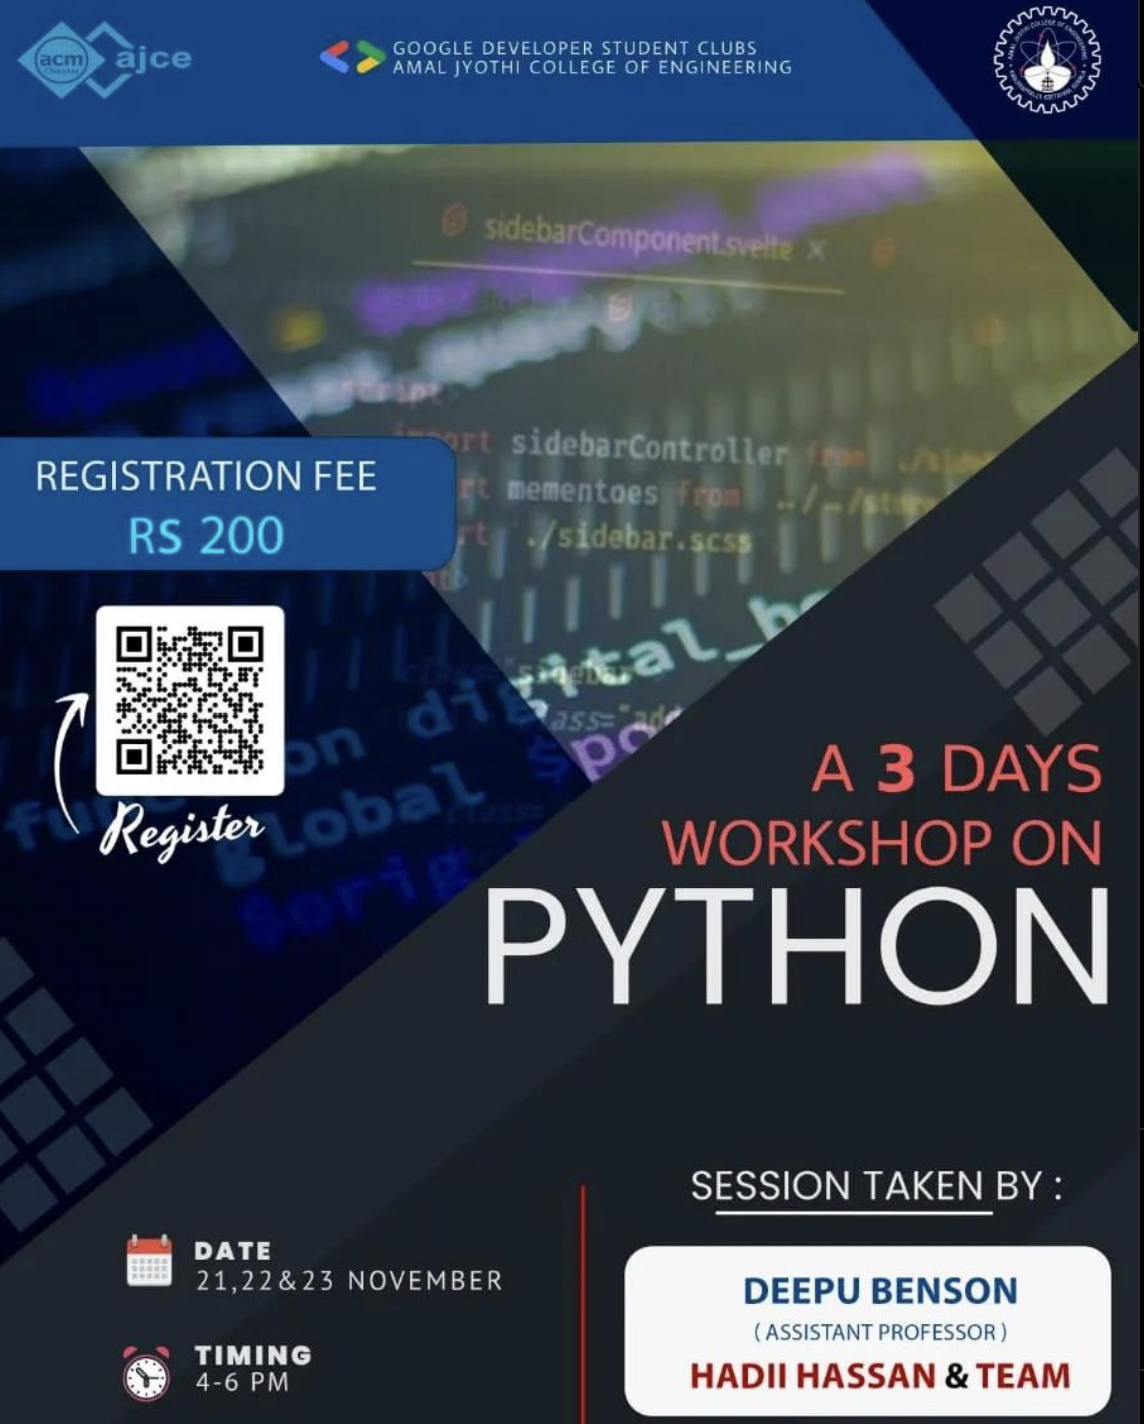 acm
Chapter
ajce
GOOGLE DEVELOPER STUDENT CLUBS
AMAL JYOTHI COLLEGE OF ENGINEERING
sidebarComponent.svelte
script
import sidebarController from ./
mementoes from ../../
./sidebar.scss
REGISTRATION FEE
RS 200
Register
A 3 DAYS
WORKSHOP ON
PYTHON
SESSION TAKEN BY :
DATE
21,22&23 NOVEMBER
TIMING
4-6 PM
DEEPU BENSON
( ASSISTANT PROFESSOR )
HADII HASSAN & TEAM